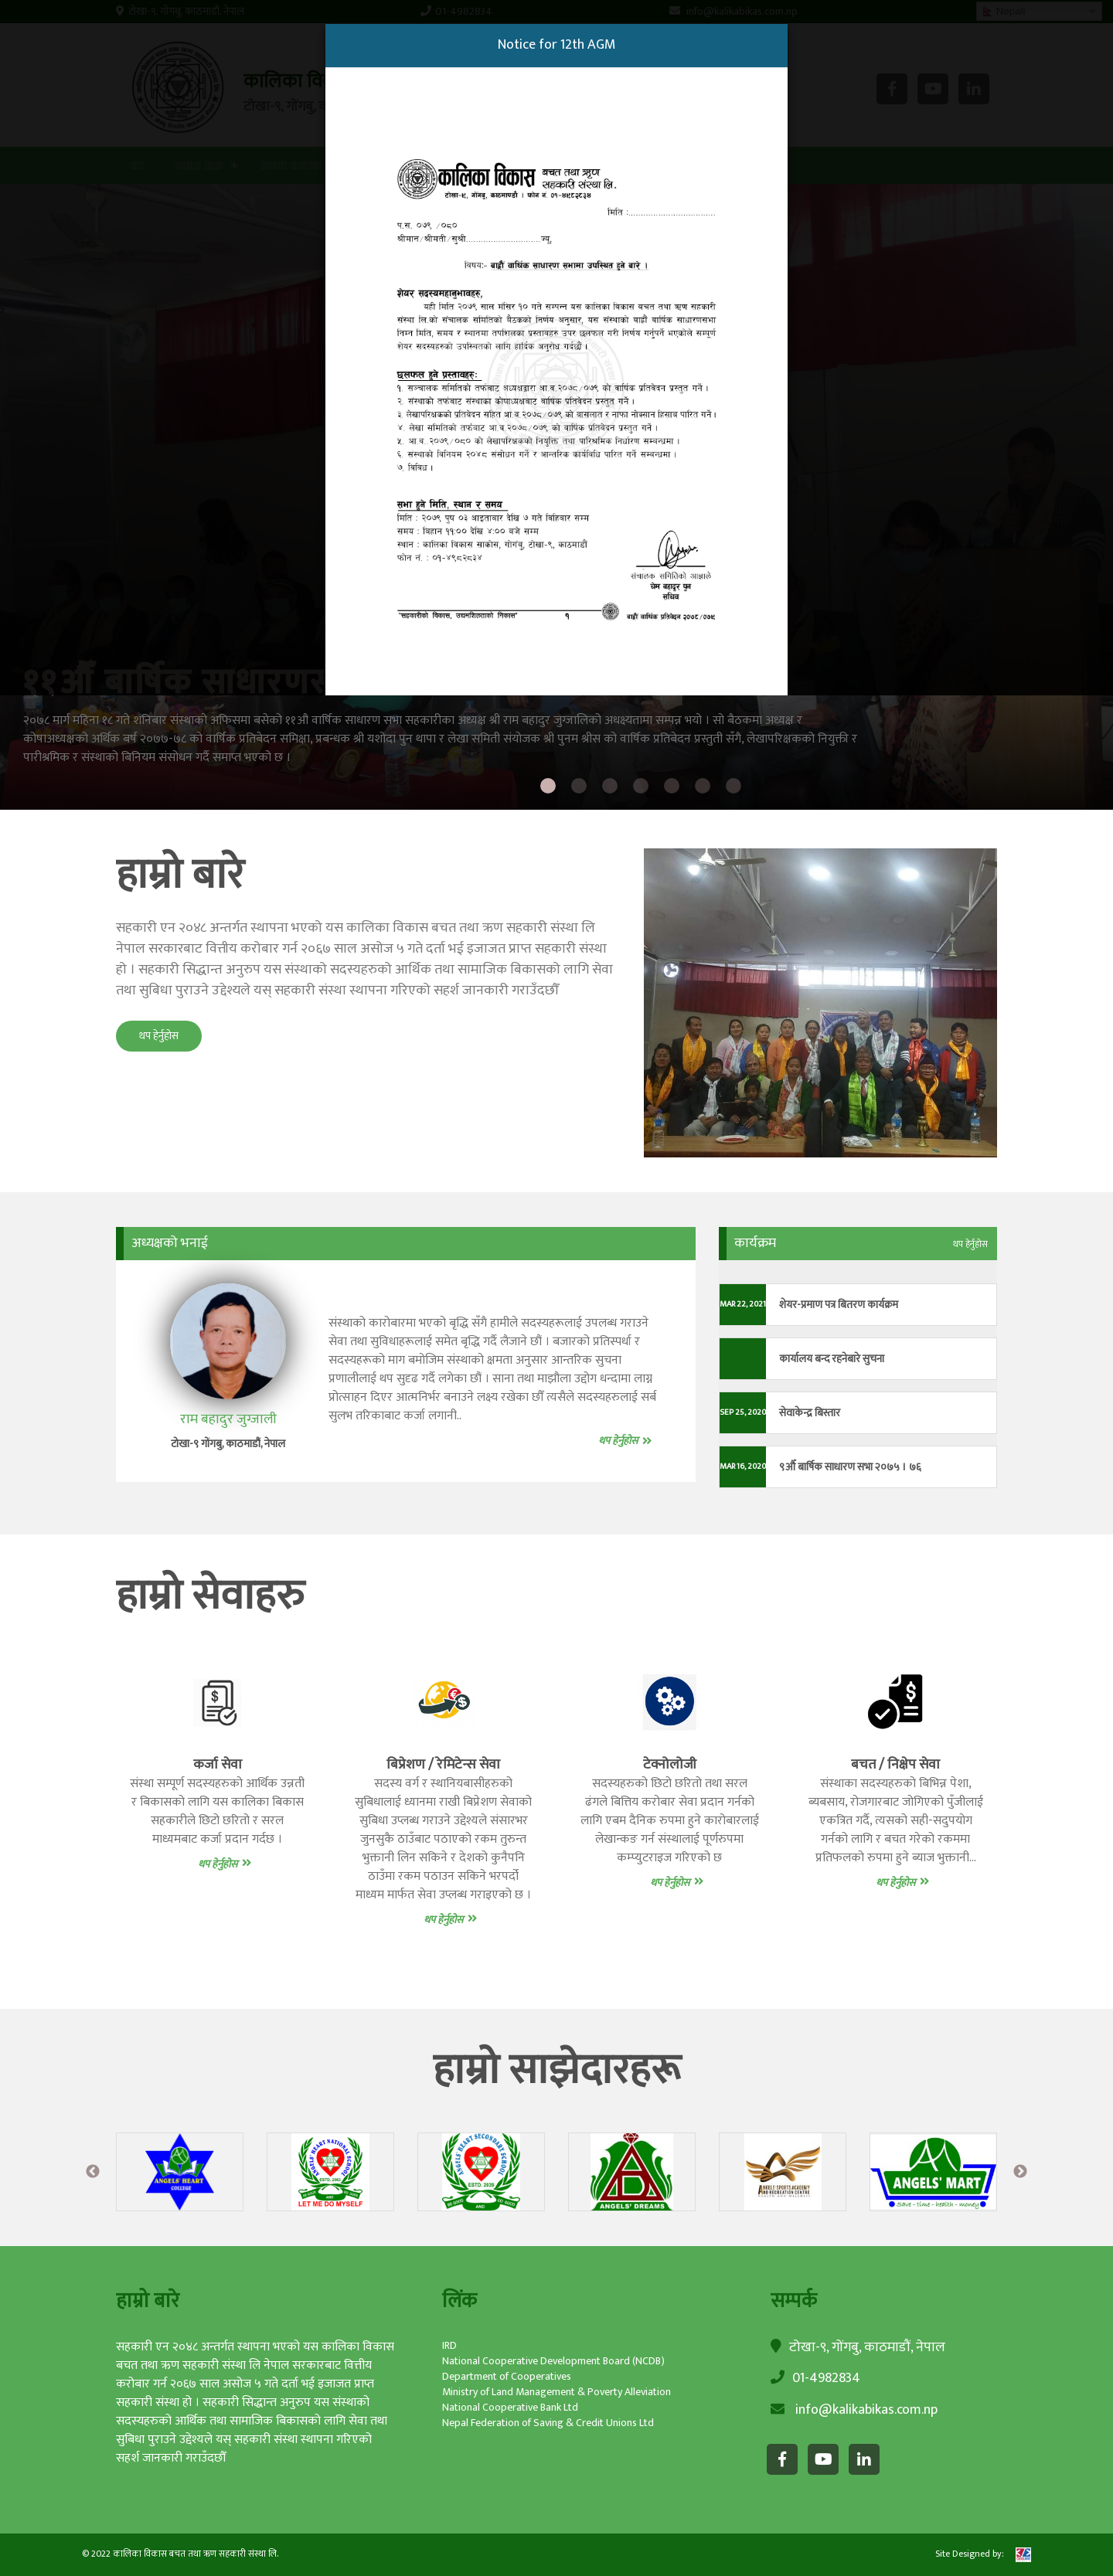 टोखा-९, गोंगबु, काठमाडौं, नेपाल
01-4982834
info@kalikabikas.com.np
Nepali
Notice for 12th AGM
कालिका वि
टोखा-९, गोंगबु,
कालिका विकास बचत तथा ऋण
सहकारी संस्था लि.
टोखा-९, गोंगबु, काठमाण्डौ । फोन नं. ०१-४९८२८३४
मिति :
प.स. ०७९ /०८०
श्रीमान/श्रीमती/सुश्री ज्यू,
विषय:- बाह्रौं वार्षिक साधारण सभामा उपस्थित हुने बारे ।
शेयर सदस्यमहानुभावहरु,
यही मिति २०७९ साल मंसिर १० गते सम्पन्न यस कालिका विकास बचत तथा ऋण सहकारी
संस्था लि.को संचालक समितिको बैठकको निर्णय अनुसार, यस संस्थाको बाह्रौं वार्षिक साधारणसभा
निम्न मिति, समय र स्थानमा तपशिलका प्रस्तावहरु उपर छलफल गरी निर्णय गर्नुपर्ने भएकोले सम्पूर्ण
शेयर सदस्यहरुको उपस्थितको लागि हार्दिक अनुरोध गर्दछौं ।
छलफल हुने प्रस्तावहरु:
१. सञ्चालक समितिको तर्फबाट अध्यक्षद्वारा आ.व.२०७८/०७९ को वार्षिक प्रतिवेदन प्रस्तुत गर्ने ।
२. संस्थाको तर्फबाट संस्थाका कोषाध्यक्षबाट वार्षिक प्रतिवेदन प्रस्तुत गर्ने ।
३. लेखापरिक्षकको प्रतिवेदन सहित आ.व.२०७८/०७९ को वासलात र नाफा नोक्सान हिसाब पारित गर्ने ।
४. लेखा समितिको तर्फबाट आ.व.२०७८/०७९ को वार्षिक प्रतिवेदन प्रस्तुत गर्ने ।
५. आ.व..२०७९/०८० को लेखापरिक्षकको नियुक्ति तथा पारिश्रमिक निर्धारण सम्बन्धमा ।
६. संस्थाको विनियम २०४८ संसोधन गर्ने र आन्तरिक कार्यविधि पारित गर्ने सम्बन्धमा ।
७. विविध ।
सभा हुने मिति, स्थान र समय
मिति : २०७९ पुष ०३ आइतबार देखि ७ गते बिहिबार सम्म
समय : बिहान ११:०० देखि ४:०० बजे सम्म
स्थान : कालिका विकास साकोस, गोंगबु, टोखा-९, काठमाडौं
फोन नं. : ०१-४९८२८३४
संचालक समितिको आज्ञाले
प्रेम बहादुर पुन
सचिव
"सहकारीको विकास, उद्यमशिलताको निकास" १ बाह्रौं वार्षिक प्रतिवेदन २०७८/०७९
११औं बार्षिक साधारणस
२०७८ मार्ग महिना १८ गते शनिबार संस्थाको अफिसमा बसेको ११औ वार्षिक साधारण सभा सहकारीका अध्यक्ष श्री राम बहादुर जुग्जालिको अधक्ष्यतामा सम्पन्न भयो । सो बैठकमा अध्यक्ष र
कोषाअध्यक्षको आर्थिक बर्ष २०७७-७८ को वार्षिक प्रतिबेदन समिक्षा, प्रबन्धक श्री यशोदा पुन थापा र लेखा समिती संयोजक श्री पुनम श्रीस को वार्षिक प्रतिबेदन प्रस्तुती सँगै, लेखापरिक्षकको नियुक्ती र
पारीश्रमिक र संस्थाको बिनियम संसोधन गर्दै समाप्त भएको छ ।
हाम्रो बारे
सहकारी एन २०४८ अन्तर्गत स्थापना भएको यस कालिका विकास बचत तथा ऋण सहकारी संस्था लि
नेपाल सरकारबाट वित्तीय करोबार गर्न २०६७ साल असोज ५ गते दर्ता भई इजाजत प्राप्त सहकारी संस्था
हो । सहकारी सिद्धान्त अनुरुप यस संस्थाको सदस्यहरुको आर्थिक तथा सामाजिक बिकासको लागि सेवा
तथा सुबिधा पुराउने उद्देश्यले यस् सहकारी संस्था स्थापना गरिएको सहर्श जानकारी गराउँदछौँ
थप हेर्नुहोस
अध्यक्षको भनाई
संस्थाको कारोबारमा भएको बृद्धि सँगै हामीले सदस्यहरूलाई उपलब्ध गराउने
सेवा तथा सुविधाहरूलाई समेत बृद्धि गर्दै लैजाने छौं । बजारको प्रतिस्पर्धा र
सदस्यहरूको माग बमोजिम संस्थाको क्षमता अनुसार आन्तरिक सुचना
प्रणालीलाई थप सुदृढ गर्दै लगेका छौं । साना तथा माझौला उद्दोग धन्दामा लाग्न
प्रोत्साहन दिएर आत्मनिर्भर बनाउने लक्ष्य रखेका छौँ त्यसैले सदस्यहरुलाई सर्ब
सुलभ तरिकाबाट कर्जा लगानी..
थप हेर्नुहोस
राम बहादुर जुग्जाली
टोखा-९ गोंगबु, काठमाडौं, नेपाल
कार्यक्रम
थप हेर्नुहोस
MAR 22, 2021 शेयर-प्रमाण पत्र बितरण कार्यक्रम
कार्यालय बन्द रहनेबारे सुचना
SEP 25, 2020 सेवाकेन्द्र बिस्तार
MAR 16, 2020 ९औँ बार्षिक साधारण सभा २०७५ । ७६
हाम्रो सेवाहरु
कर्जा सेवा
संस्था सम्पूर्ण सदस्यहरुको आर्थिक उन्नती
र बिकासको लागि यस कालिका बिकास
सहकारीले छिटो छरितो र सरल
माध्यमबाट कर्जा प्रदान गर्दछ ।
थप हेर्नुहोस
बिप्रेशण / रेमिटेन्स सेवा
सदस्य वर्ग र स्थानियबासीहरुको
सुबिधालाई ध्यानमा राखी बिप्रेशण सेवाको
सुबिधा उप्लब्ध गराउने उद्देश्यले संसारभर
जुनसुकै ठाउँबाट पठाएको रकम तुरुन्त
भुक्तानी लिन सकिने र देशको कुनैपनि
ठाउँमा रकम पठाउन सकिने भरपर्दो
माध्यम मार्फत सेवा उप्लब्ध गराइएको छ ।
थप हेर्नुहोस
टेक्नोलोजी
सदस्यहरुको छिटो छरितो तथा सरल
ढंगले बित्तिय करोबार सेवा प्रदान गर्नको
लागि एबम दैनिक रुपमा हुने कारोबारलाई
लेखान्कङ गर्न संस्थालाई पूर्णरुपमा
कम्प्युटराइज गरिएको छ
थप हेर्नुहोस
बचत / निक्षेप सेवा
संस्थाका सदस्यहरुको बिभिन्न पेशा,
ब्यबसाय, रोजगारबाट जोगिएको पुँजीलाई
एकत्रित गर्दै, त्यसको सही-सदुपयोग
गर्नको लागि र बचत गरेको रकममा
प्रतिफलको रुपमा हुने ब्याज भुक्तानी...
थप हेर्नुहोस
हाम्रो साझेदारहरू
ANGELS HEART
COLLEGE
ANGEL'S HEART NATIONAL SCHOOL
LET ME DO MYSELF
ANGELS' HEART SECONDARY SCHOOL
ANGELS' DREAMS
ANGELS SPORTS ACADEMY
AND RECREATION CENTRE
ANGELS' MART
Save - time - health - money
हाम्रो बारे
सहकारी एन २०४८ अन्तर्गत स्थापना भएको यस कालिका विकास
बचत तथा ऋण सहकारी संस्था लि नेपाल सरकारबाट वित्तीय
करोबार गर्न २०६७ साल असोज ५ गते दर्ता भई इजाजत प्राप्त
सहकारी संस्था हो । सहकारी सिद्धान्त अनुरुप यस संस्थाको
सदस्यहरुको आर्थिक तथा सामाजिक बिकासको लागि सेवा तथा
सुबिधा पुराउने उद्देश्यले यस् सहकारी संस्था स्थापना गरिएको
सहर्श जानकारी गराउँदछौँ
लिंक
IRD
National Cooperative Development Board (NCDB)
Department of Cooperatives
Ministry of Land Management & Poverty Alleviation
National Cooperative Bank Ltd
Nepal Federation of Saving & Credit Unions Ltd
सम्पर्क
टोखा-९, गोंगबु, काठमाडौं, नेपाल
01-4982834
info@kalikabikas.com.np
© 2022 कालिका विकास बचत तथा ऋण सहकारी संस्था लि.
Site Designed by: